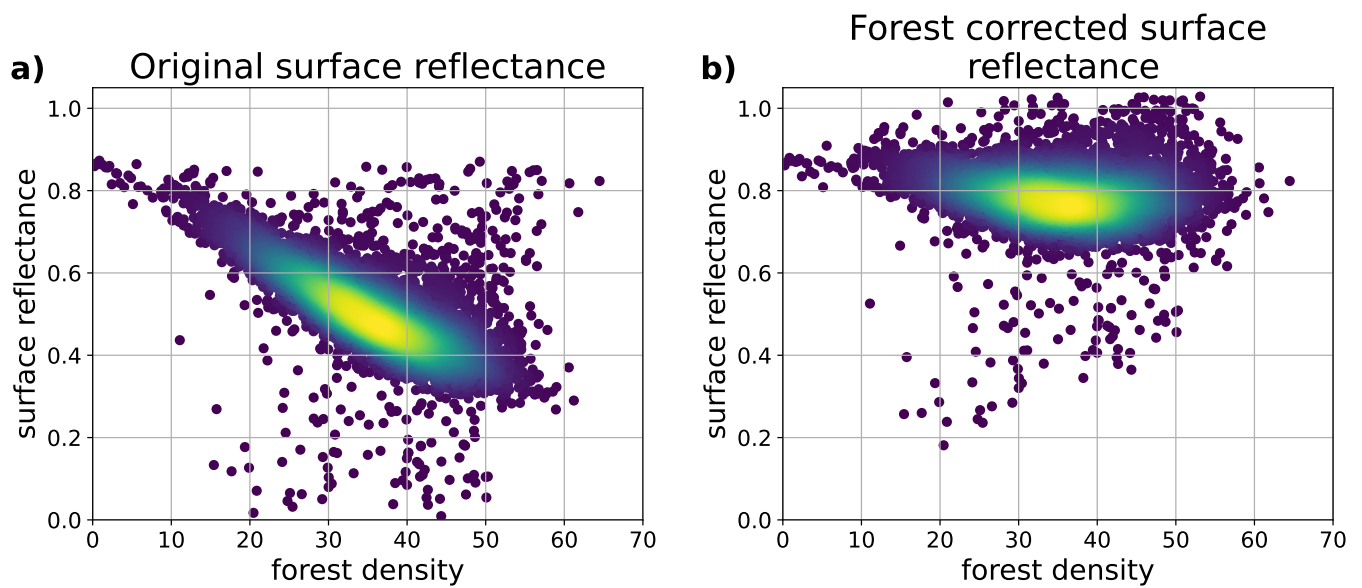 a)
Original surface reflectance
surface reflectance
1.0
0.8
0.6
0.4
0.2
0.0
0 10 20 30 40 50 60 70
forest density
b)
Forest corrected surface
reflectance
surface reflectance
1.0
0.8
0.6
0.4
0.2
0.0
0 10 20 30 40 50 60 70
forest density